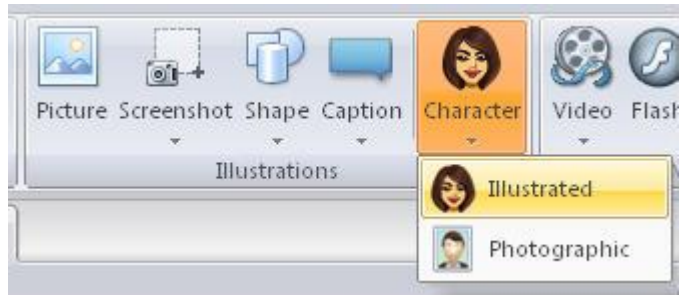 Picture Screenshot Shape Caption Character Video Flash
Illustrations
Illustrated
Photographic